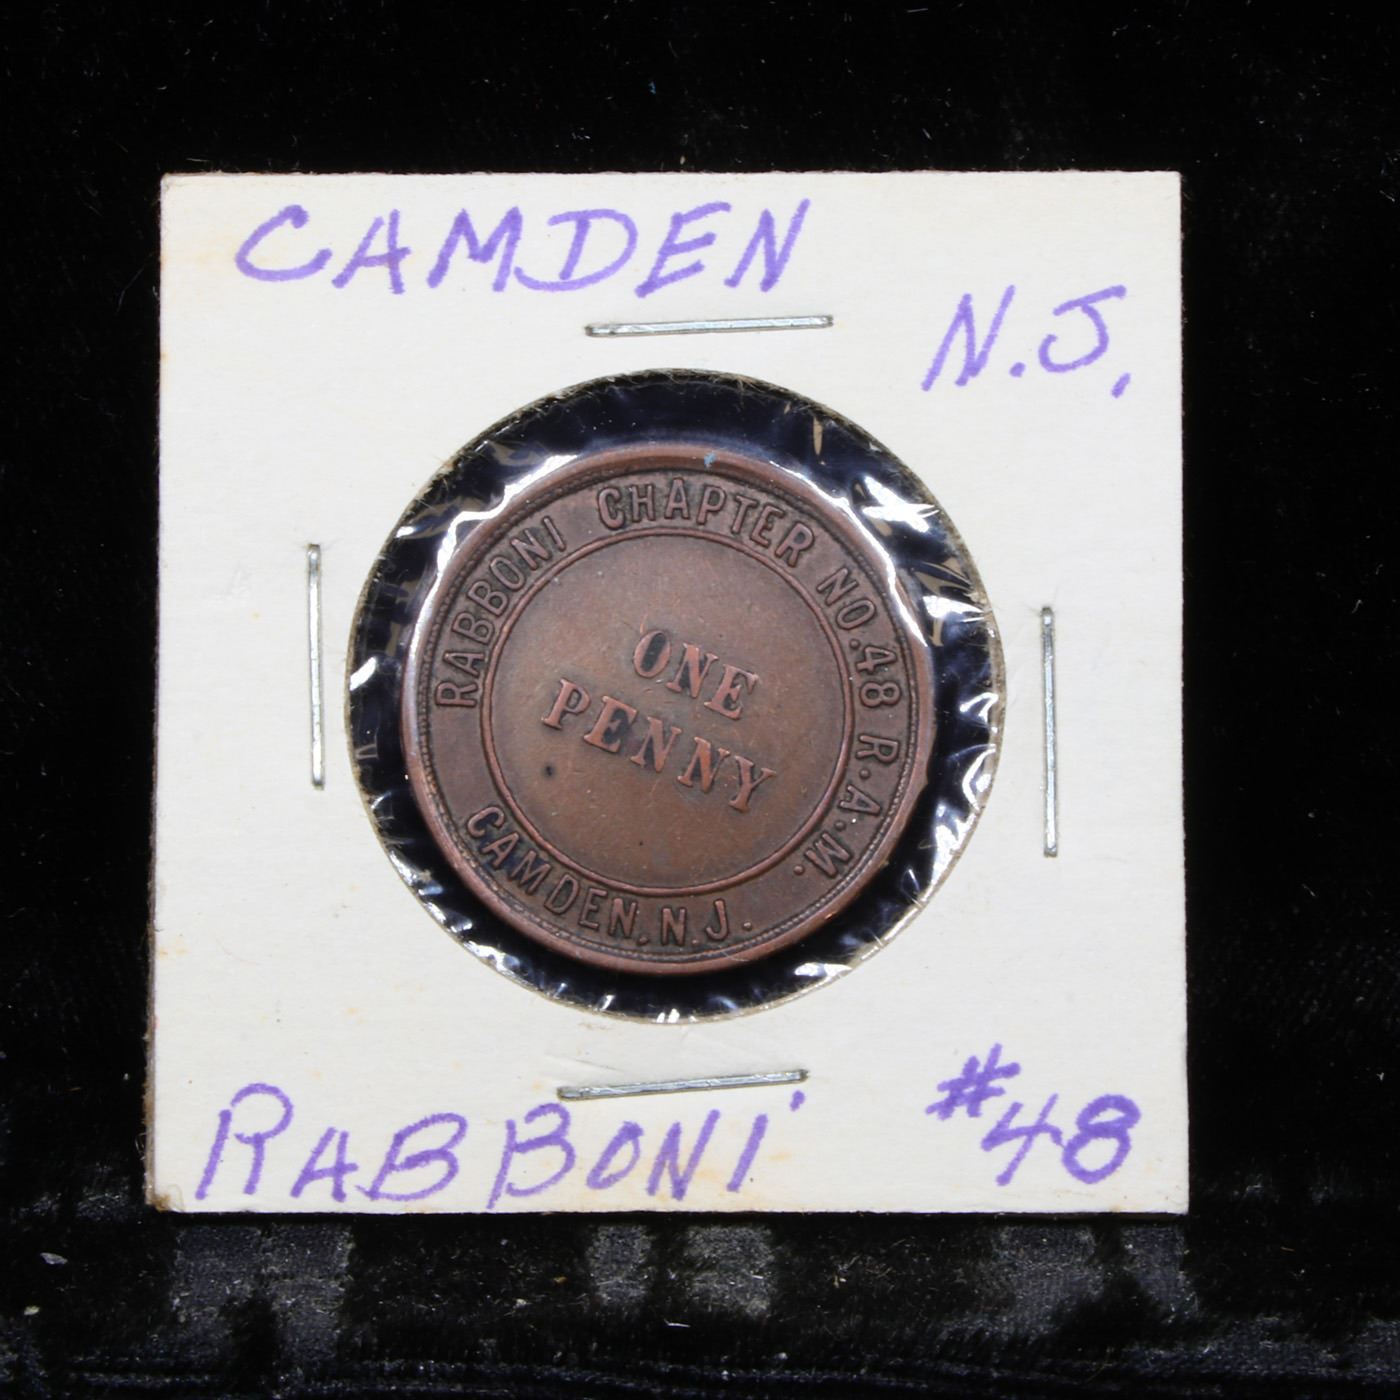 CAMDEN
N.J.
RABBONI CHAPTER NO.48 R.A.M.
ONE
PENNY
CAMDEN, N.J.
RABBONI #48